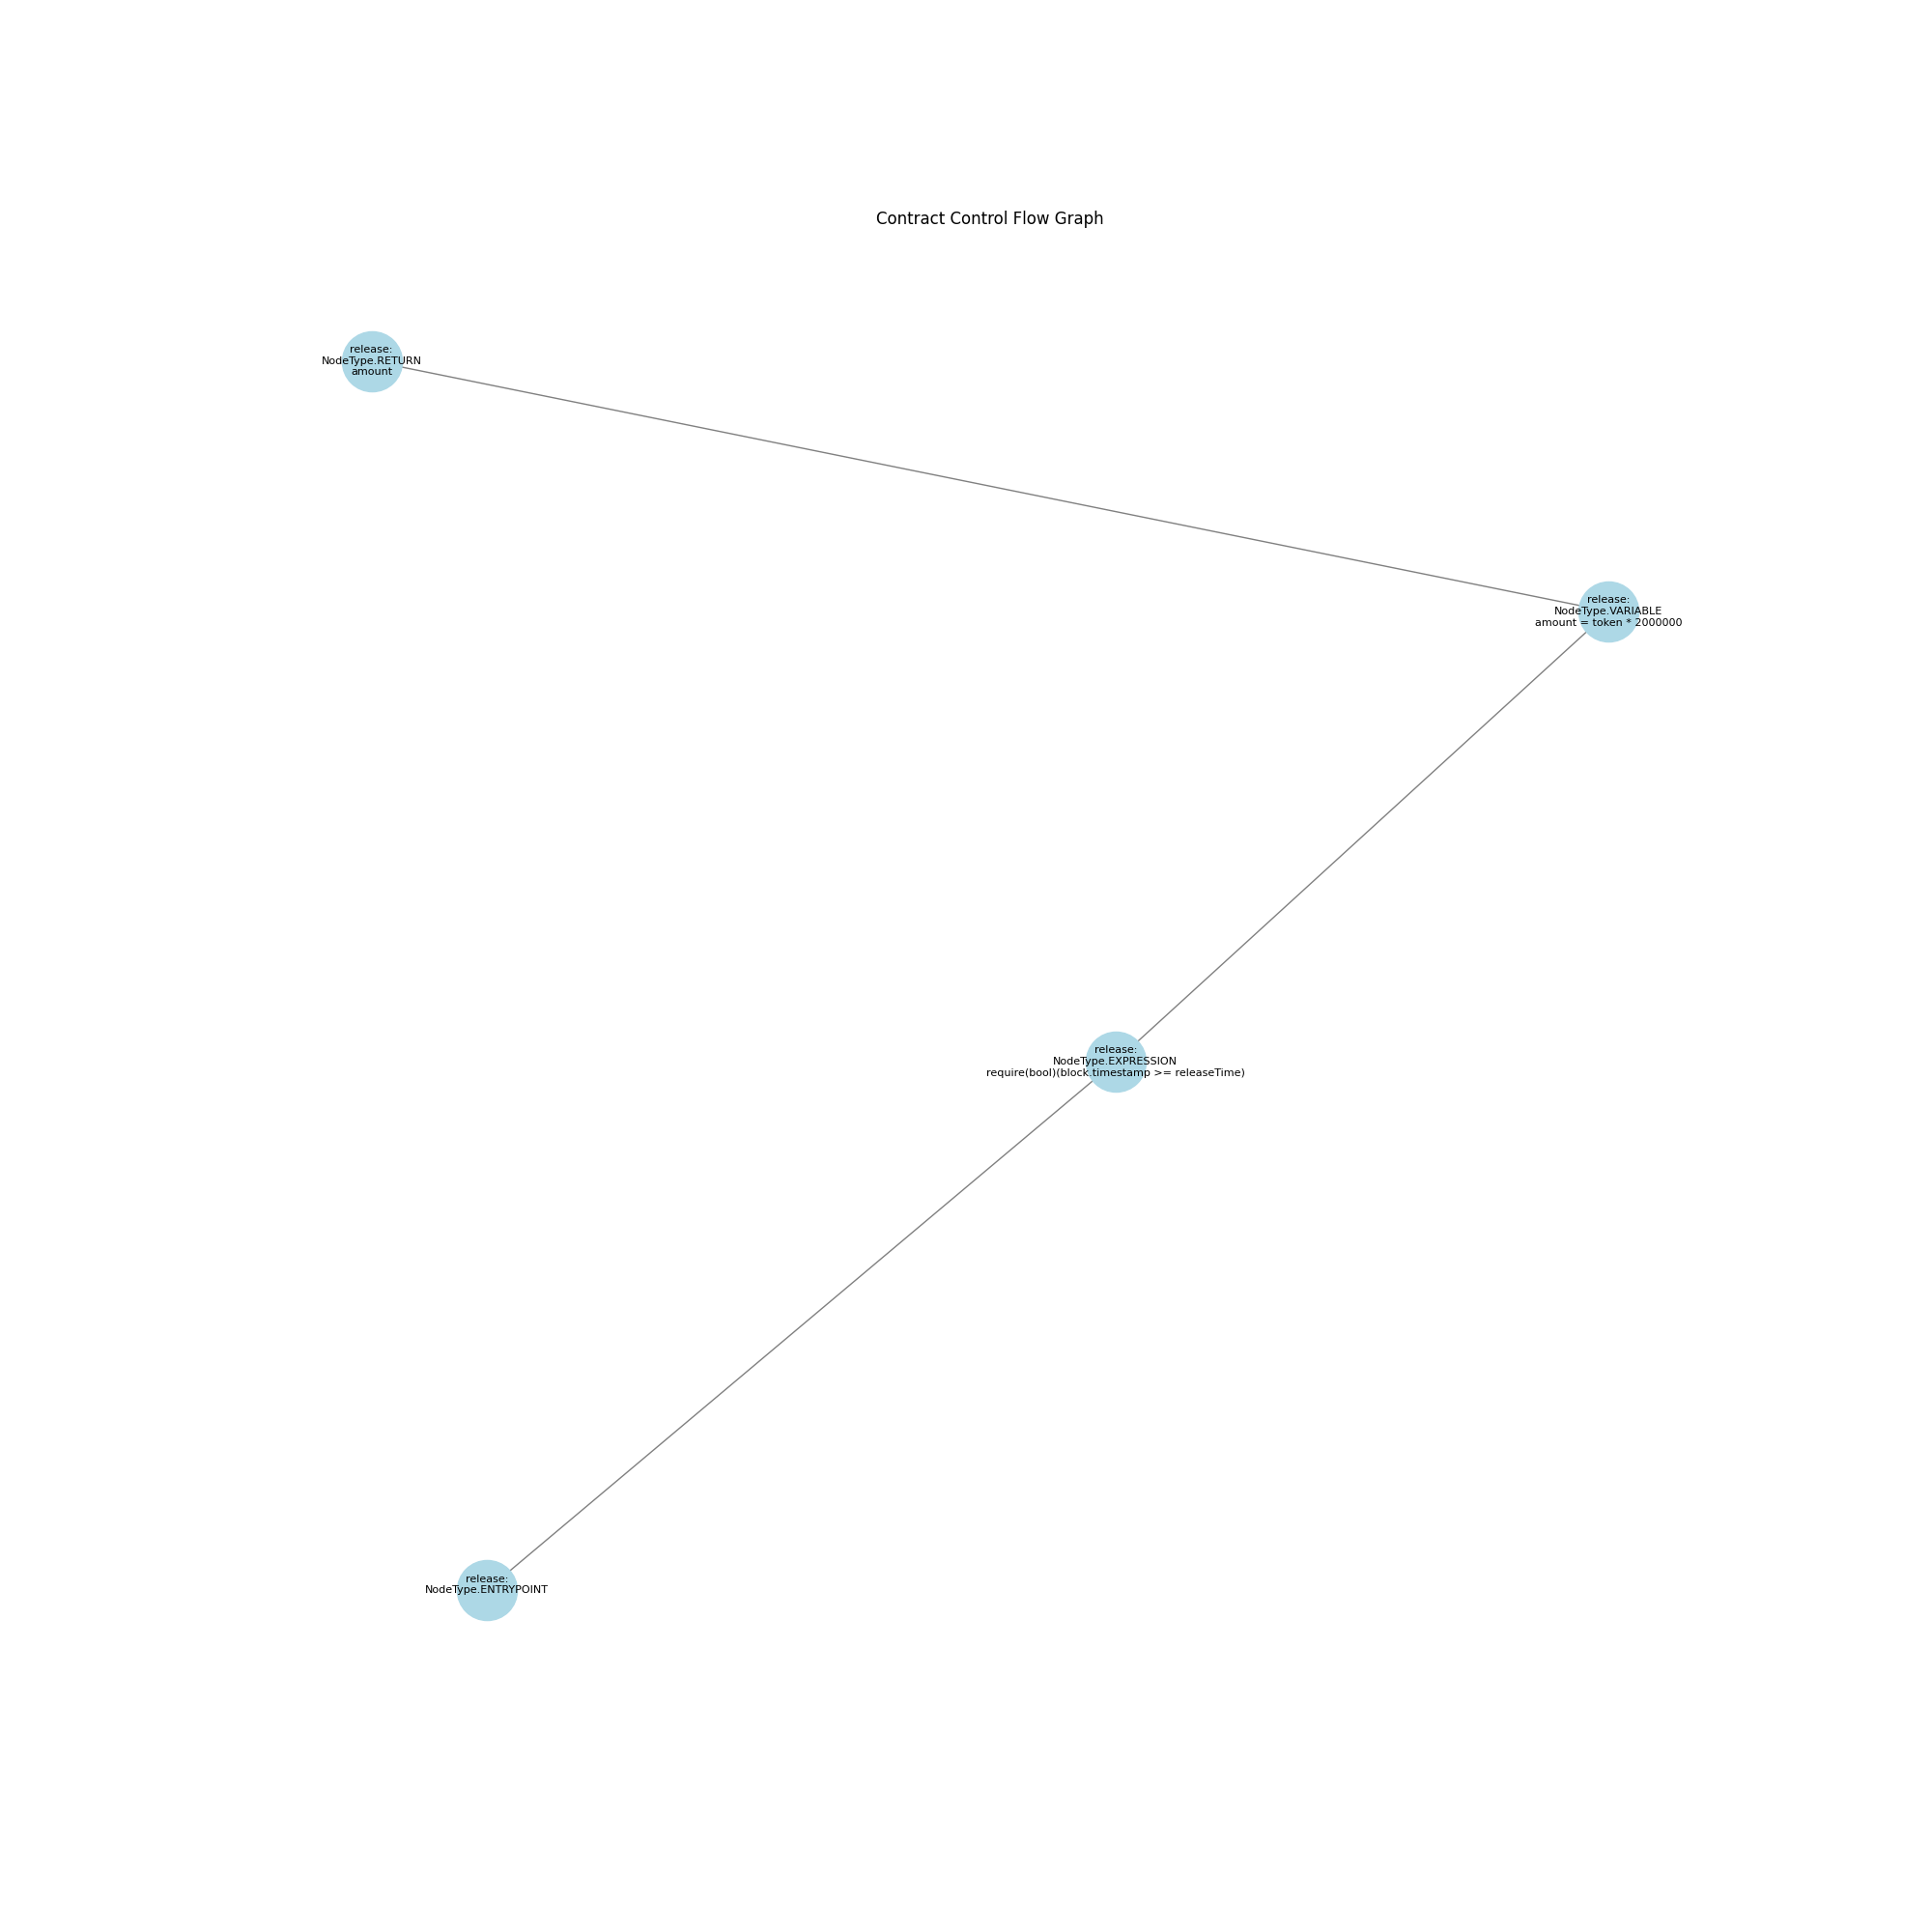 Contract Control Flow Graph
release:
NodeType.RETURN
amount
release:
NodeType.VARIABLE
amount = token * 2000000
release:
NodeType.EXPRESSION
require(bool)(block.timestamp >= releaseTime)
release:
NodeType.ENTRYPOINT